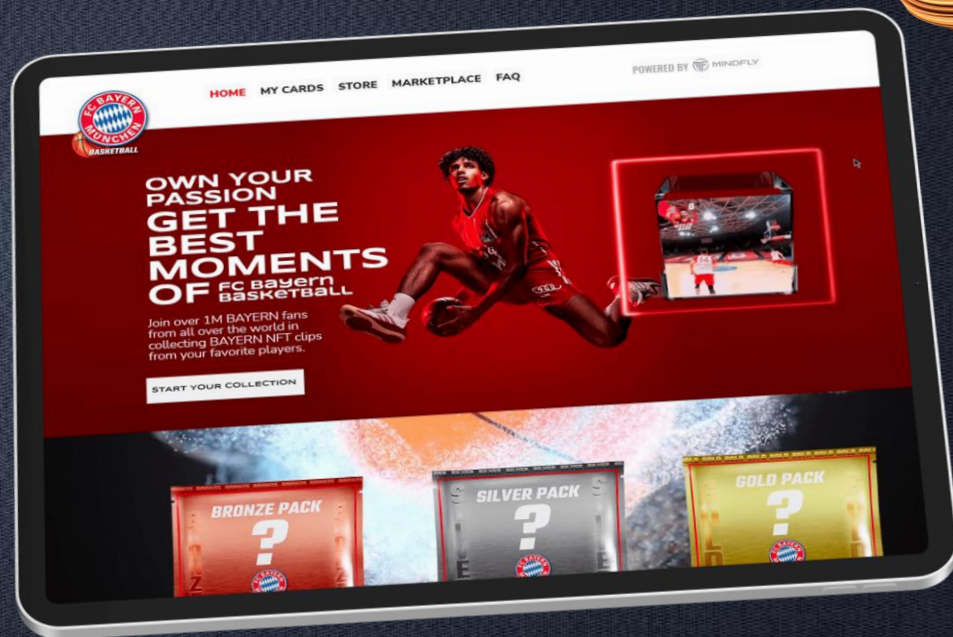 HOME MY CARDS STORE MARKETPLACE FAQ
POWERED BY MINDFLY
FC BAYERN
MÜNCHEN
BASKETBALL
OWN YOUR
PASSION
GET THE
BEST
MOMENTS
OF FC Bayern
BASKETBALL
Join over 1M BAYERN fans
from all over the world in
collecting BAYERN NFT clips
from your favorite players.
START YOUR COLLECTION
BRONZE PACK
?
SILVER PACK
?
GOLD PACK
?